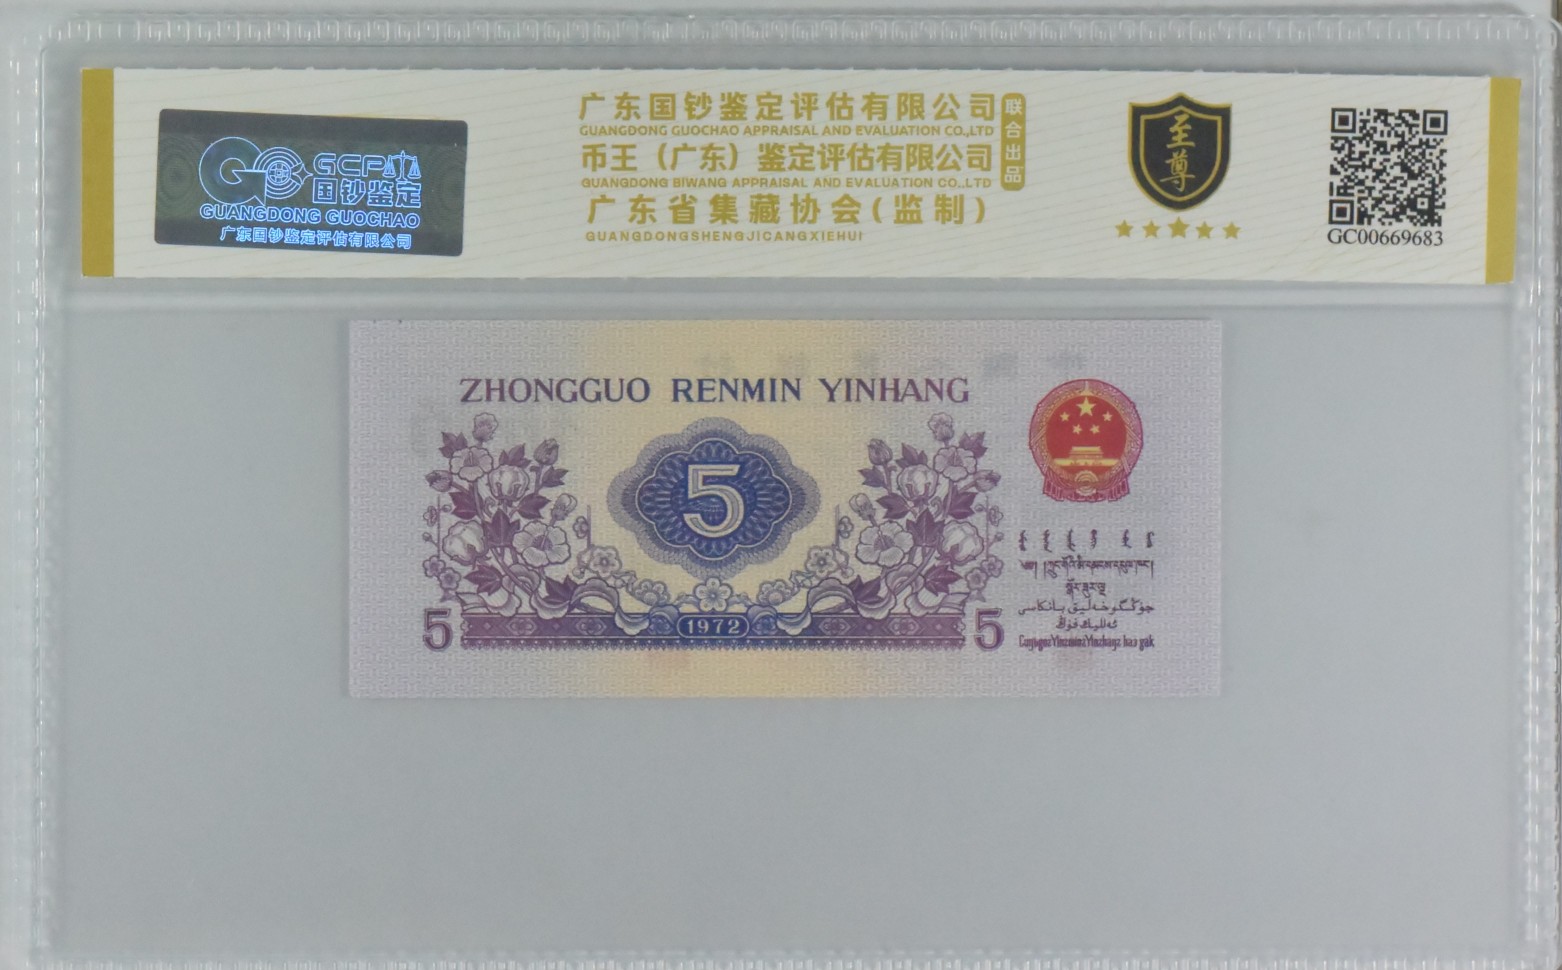 GCP
国钞鉴定
GUANGDONG GUOCHAO
广东国钞鉴定评估有限公司
广东国钞鉴定评估有限公司
GUANGDONG GUOCHAO APPRAISAL AND EVALUATION CO.,LTD
币王（广东）鉴定评估有限公司
GUANGDONG BIWANG APPRAISAL AND EVALUATION CO.,LTD
广东省集藏协会(监制)
GUANGDONGSHENGJICANGXIEHUI
联合出品
至尊
GC00669683
ZHONGGUO RENMIN YINHANG
5
5
1972
5